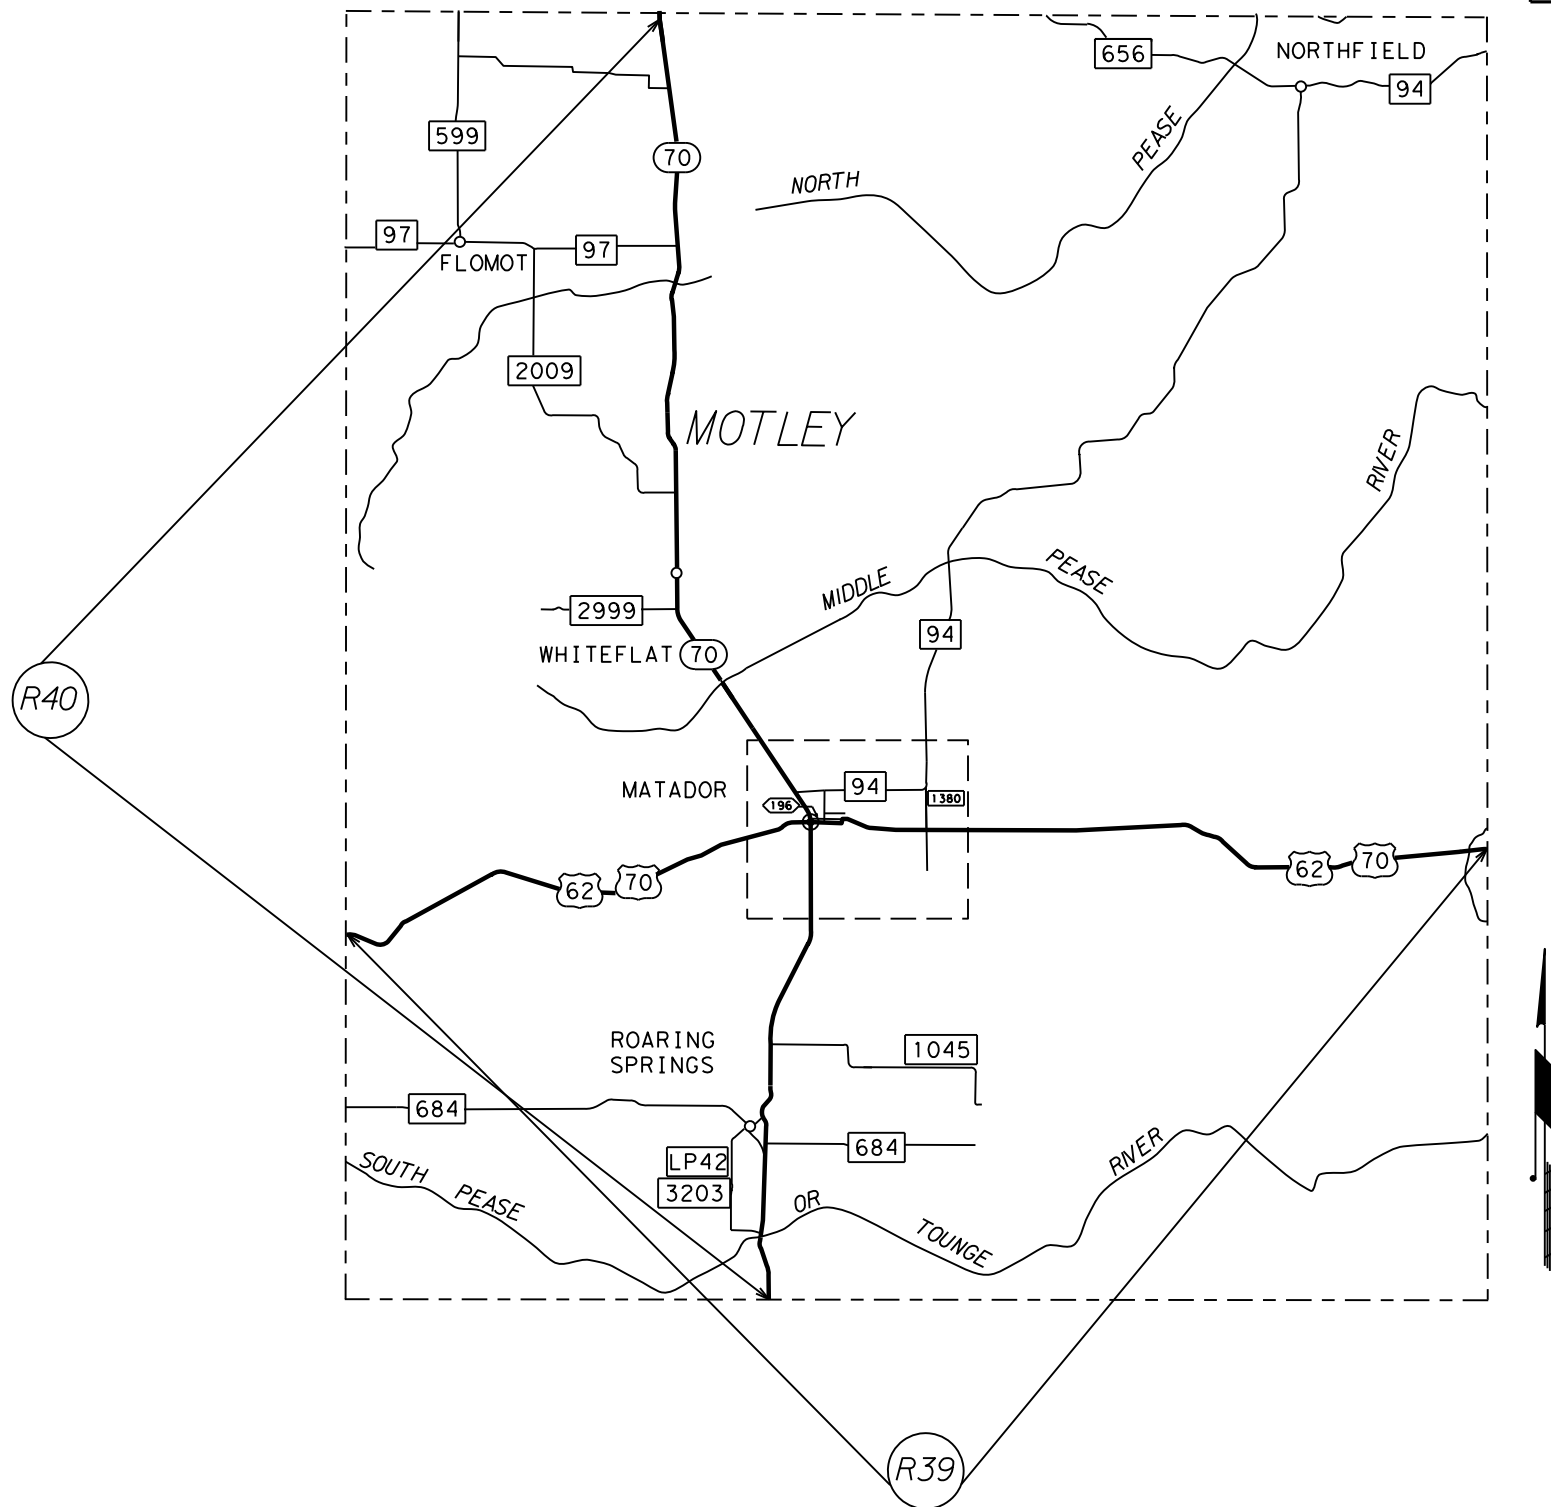 656
NORTHFIELD
94
599
70
PEASE
NORTH
97
97
FLOMOT
2009
MOTLEY
RIVER
MIDDLE
PEASE
2999
94
WHITEFLAT
70
R40
MATADOR
94
196
1380
62
70
62
70
ROARING
SPRINGS
1045
684
684
LP42
3203
SOUTH
PEASE
OR
TOUNGE
RIVER
R39